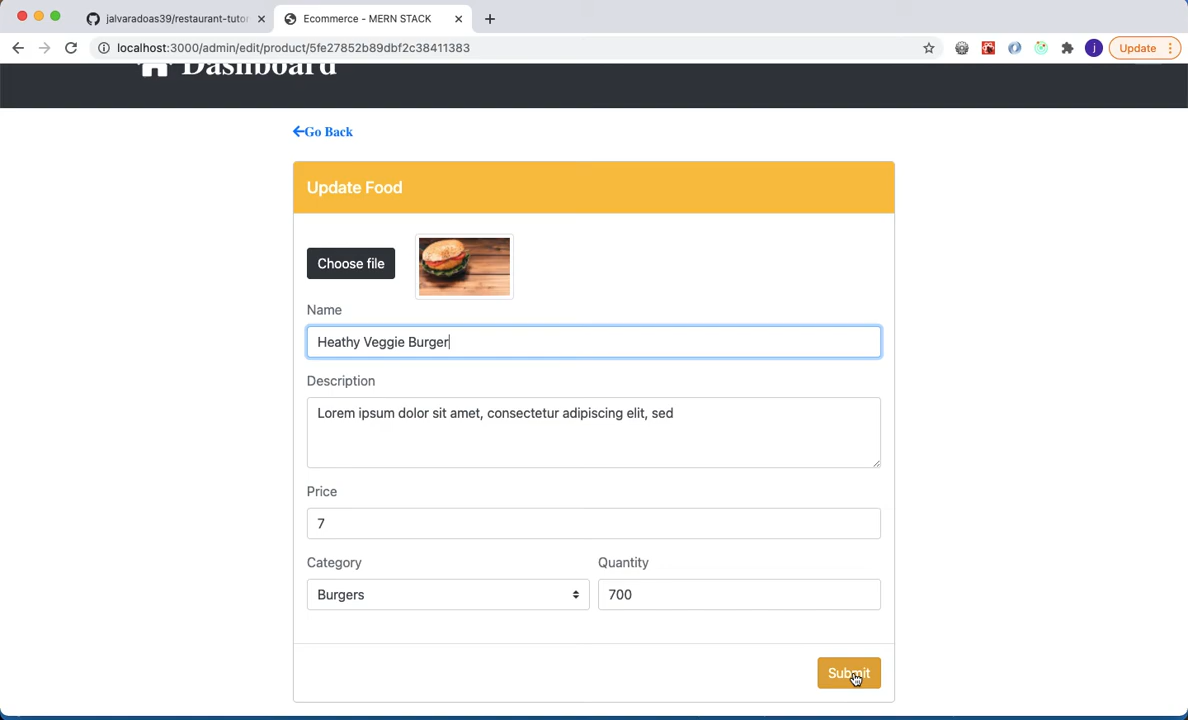 jalvaradoas39/restaurant-tutor
Ecommerce - MERN STACK
localhost:3000/admin/edit/product/5fe27852b89dbf2c38411383
j
Update
Dashboard
Go Back
Update Food
Choose file
Name
Heathy Veggie Burger
Description
Lorem ipsum dolor sit amet, consectetur adipiscing elit, sed
Price
7
Category Quantity
Burgers 700
Submit